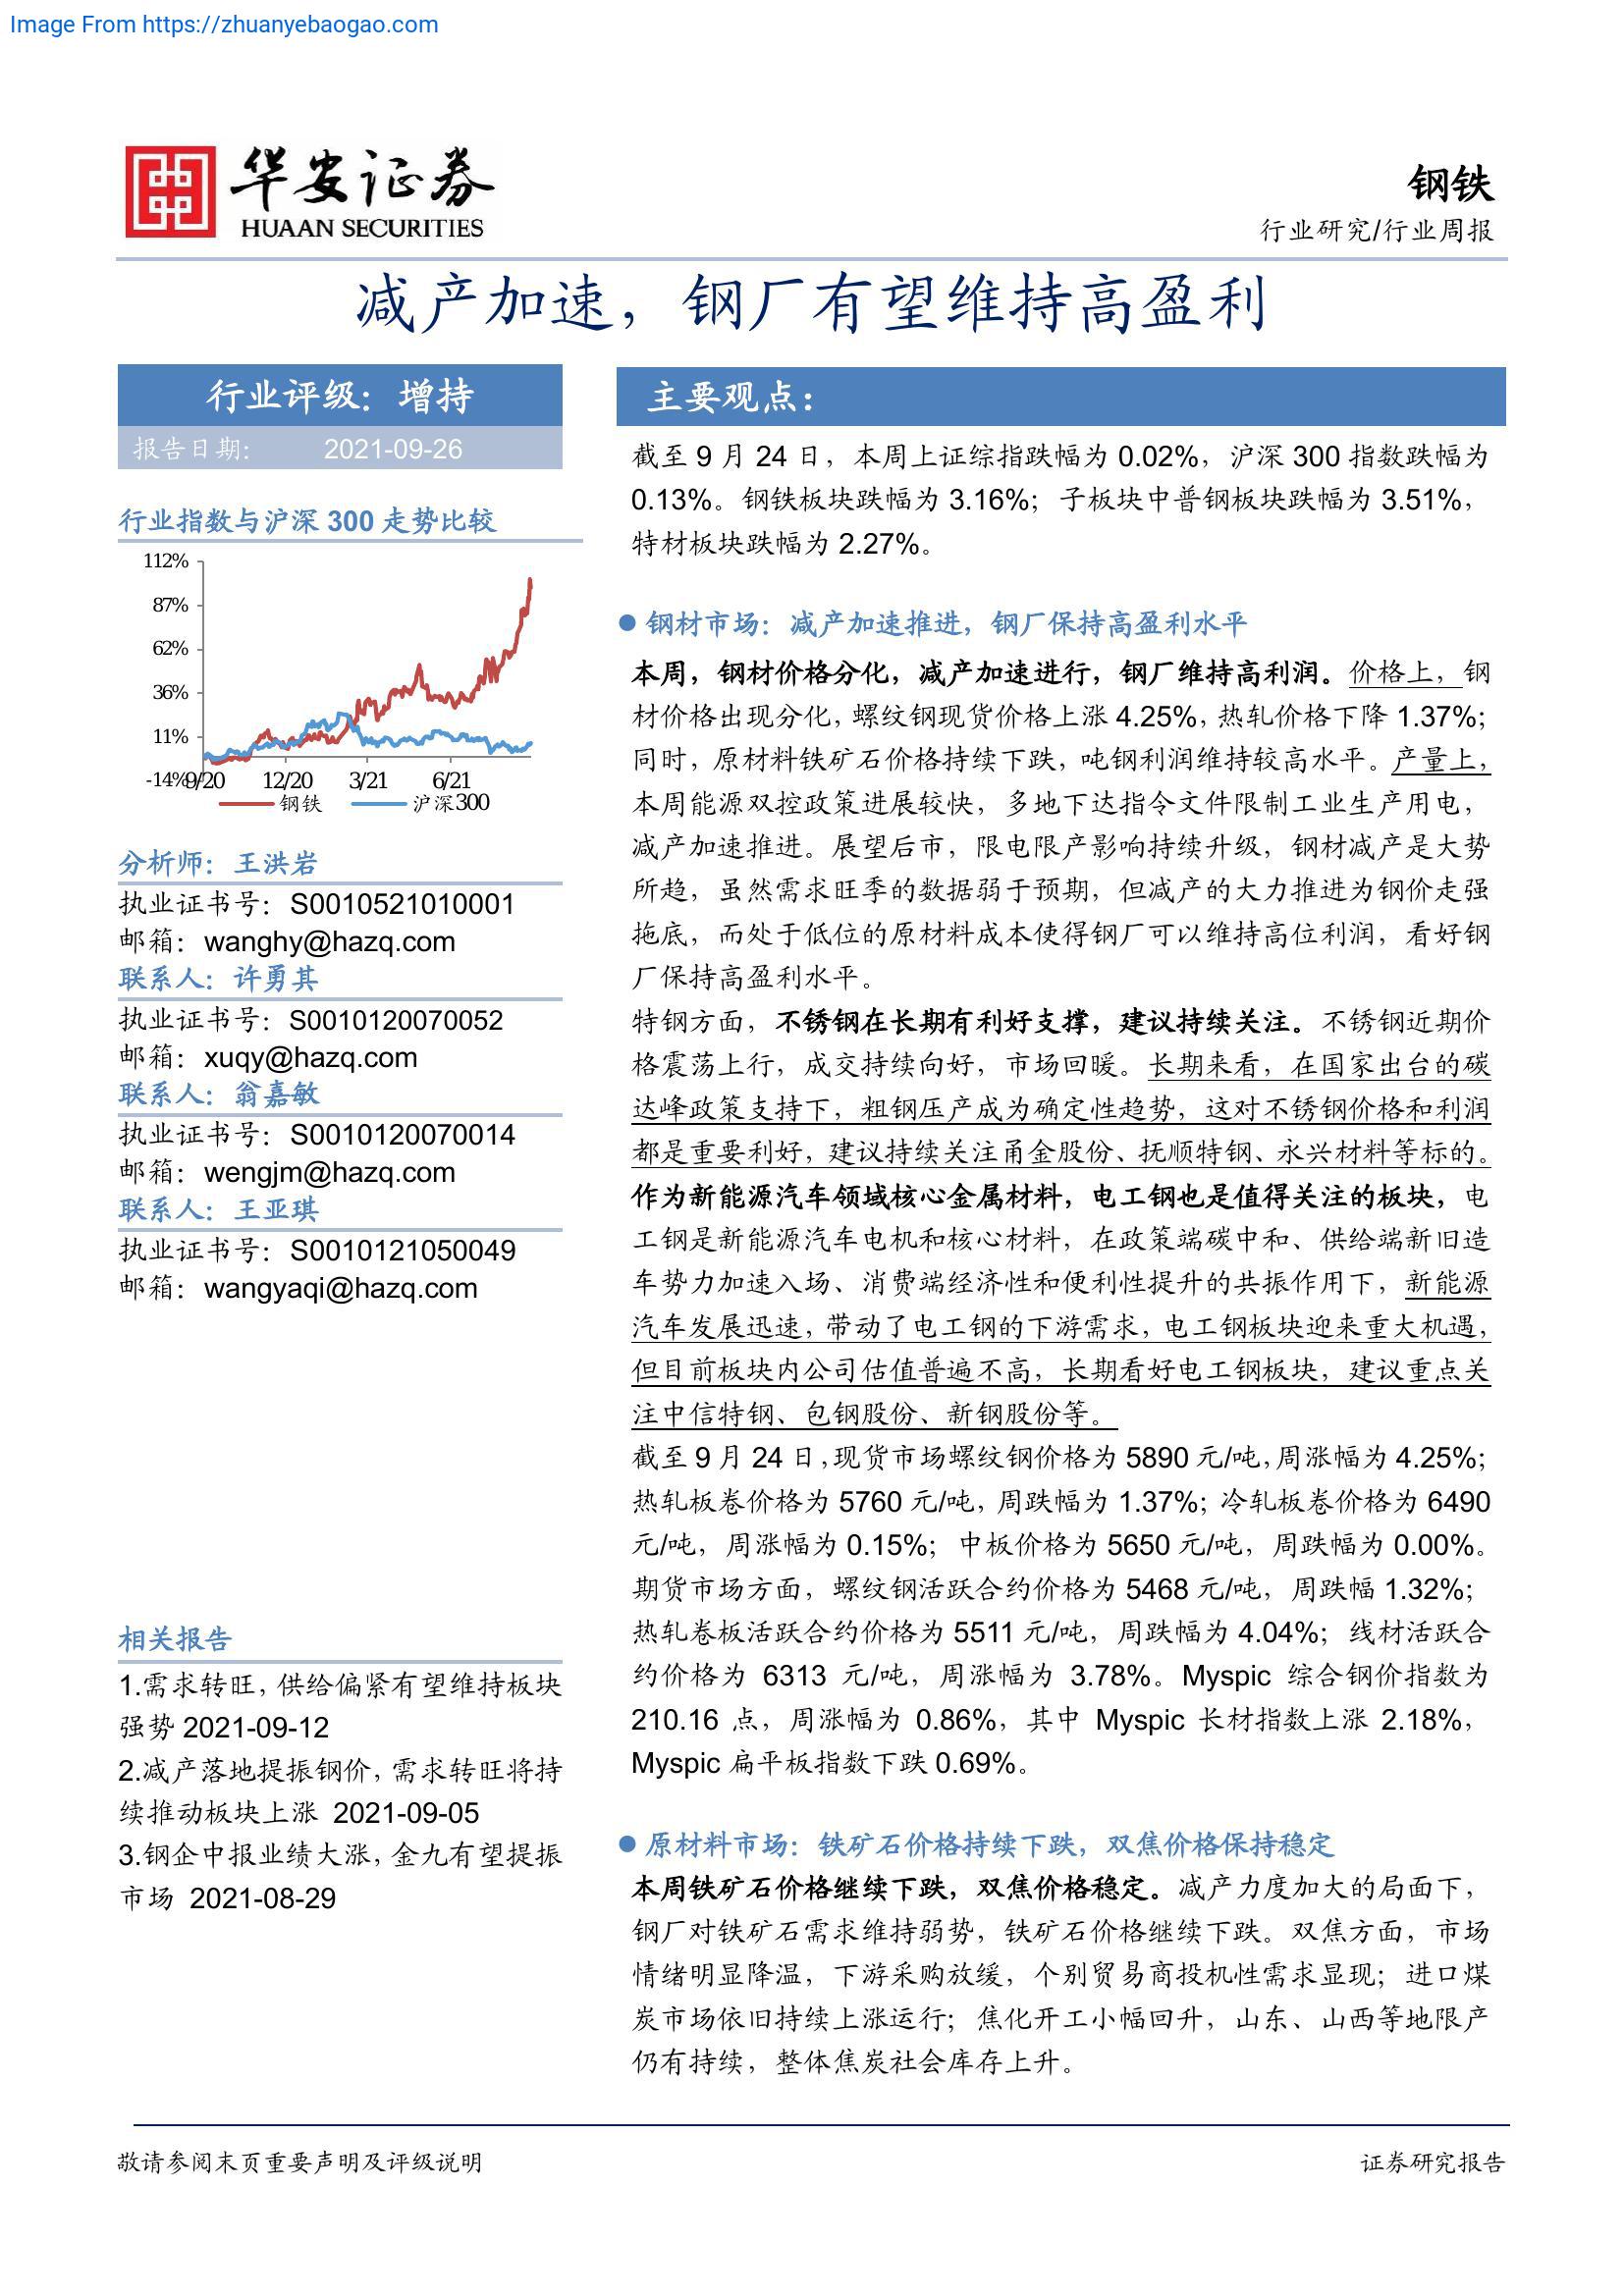 Image From https://zhuanyebaogao.com
华安证券
HUAAN SECURITIES
钢铁
行业研究/行业周报
减产加速，钢厂有望维持高盈利
行业评级：增持
报告日期： 2021-09-26
行业指数与沪深 300 走势比较
112%
87%
62%
36%
11%
-14%
9/20 12/20 3/21 6/21
钢铁 沪深300
分析师：王洪岩
执业证书号：S0010521010001
邮箱：wanghy@hazq.com
联系人：许勇其
执业证书号：S0010120070052
邮箱：xuqy@hazq.com
联系人：翁嘉敏
执业证书号：S0010120070014
邮箱：wengjm@hazq.com
联系人：王亚琪
执业证书号：S0010121050049
邮箱：wangyaqi@hazq.com
相关报告
1.需求转旺，供给偏紧有望维持板块
强势 2021-09-12
2.减产落地提振钢价，需求转旺将持
续推动板块上涨 2021-09-05
3.钢企中报业绩大涨，金九有望提振
市场 2021-08-29
主要观点：
截至 9 月 24 日，本周上证综指跌幅为 0.02%，沪深 300 指数跌幅为
0.13%。钢铁板块跌幅为 3.16%；子板块中普钢板块跌幅为 3.51%，
特材板块跌幅为 2.27%。
● 钢材市场：减产加速推进，钢厂保持高盈利水平
本周，钢材价格分化，减产加速进行，钢厂维持高利润。价格上，钢
材价格出现分化，螺纹钢现货价格上涨 4.25%，热轧价格下降 1.37%；
同时，原材料铁矿石价格持续下跌，吨钢利润维持较高水平。产量上，
本周能源双控政策进展较快，多地下达指令文件限制工业生产用电，
减产加速推进。展望后市，限电限产影响持续升级，钢材减产是大势
所趋，虽然需求旺季的数据弱于预期，但减产的大力推进为钢价走强
拖底，而处于低位的原材料成本使得钢厂可以维持高位利润，看好钢
厂保持高盈利水平。
特钢方面，不锈钢在长期有利好支撑，建议持续关注。不锈钢近期价
格震荡上行，成交持续向好，市场回暖。长期来看，在国家出台的碳
达峰政策支持下，粗钢压产成为确定性趋势，这对不锈钢价格和利润
都是重要利好，建议持续关注甬金股份、抚顺特钢、永兴材料等标的。
作为新能源汽车领域核心金属材料，电工钢也是值得关注的板块，电
工钢是新能源汽车电机和核心材料，在政策端碳中和、供给端新旧造
车势力加速入场、消费端经济性和便利性提升的共振作用下，新能源
汽车发展迅速，带动了电工钢的下游需求，电工钢板块迎来重大机遇，
但目前板块内公司估值普遍不高，长期看好电工钢板块，建议重点关
注中信特钢、包钢股份、新钢股份等。
截至 9 月 24 日，现货市场螺纹钢价格为 5890 元/吨，周涨幅为 4.25%；
热轧板卷价格为 5760 元/吨，周跌幅为 1.37%；冷轧板卷价格为 6490
元/吨，周涨幅为 0.15%；中板价格为 5650 元/吨，周跌幅为 0.00%。
期货市场方面，螺纹钢活跃合约价格为 5468 元/吨，周跌幅 1.32%；
热轧卷板活跃合约价格为 5511 元/吨，周跌幅为 4.04%；线材活跃合
约价格为 6313 元/吨，周涨幅为 3.78%。Myspic 综合钢价指数为
210.16 点，周涨幅为 0.86%，其中 Myspic 长材指数上涨 2.18%，
Myspic 扁平板指数下跌 0.69%。
● 原材料市场：铁矿石价格持续下跌，双焦价格保持稳定
本周铁矿石价格继续下跌，双焦价格稳定。减产力度加大的局面下，
钢厂对铁矿石需求维持弱势，铁矿石价格继续下跌。双焦方面，市场
情绪明显降温，下游采购放缓，个别贸易商投机性需求显现；进口煤
炭市场依旧持续上涨运行；焦化开工小幅回升，山东、山西等地限产
仍有持续，整体焦炭社会库存上升。
敬请参阅末页重要声明及评级说明 证券研究报告